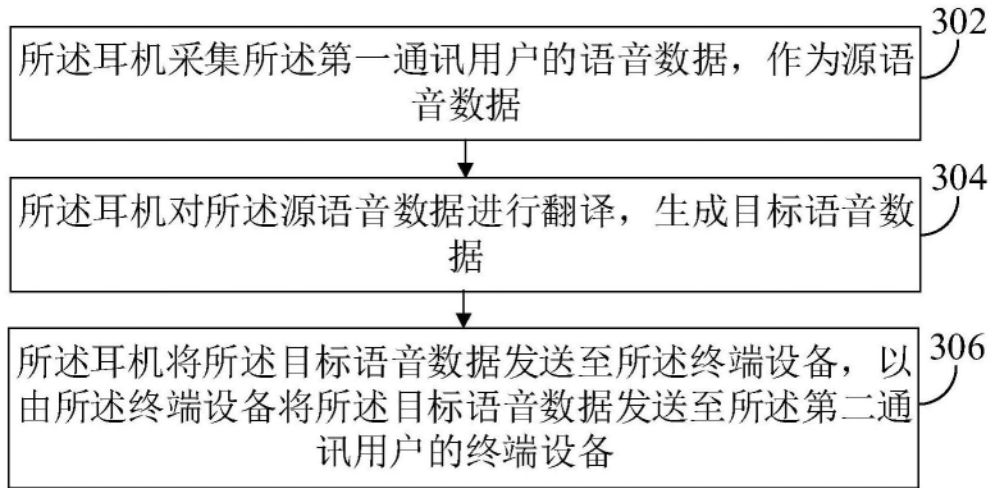 302
所述耳机采集所述第一通讯用户的语音数据，作为源语
音数据
304
所述耳机对所述源语音数据进行翻译，生成目标语音数
据
306
所述耳机将所述目标语音数据发送至所述终端设备，以
由所述终端设备将所述目标语音数据发送至所述第二通
讯用户的终端设备